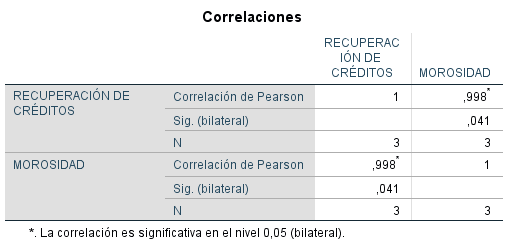 Correlaciones
RECUPERAC
IÓN DE
CRÉDITOS MOROSIDAD
RECUPERACIÓN DE
CRÉDITOS
Correlación de Pearson 1 ,998*
Sig. (bilateral) ,041
N 3 3
MOROSIDAD Correlación de Pearson ,998* 1
Sig. (bilateral) ,041
N 3 3
*. La correlación es significativa en el nivel 0,05 (bilateral).